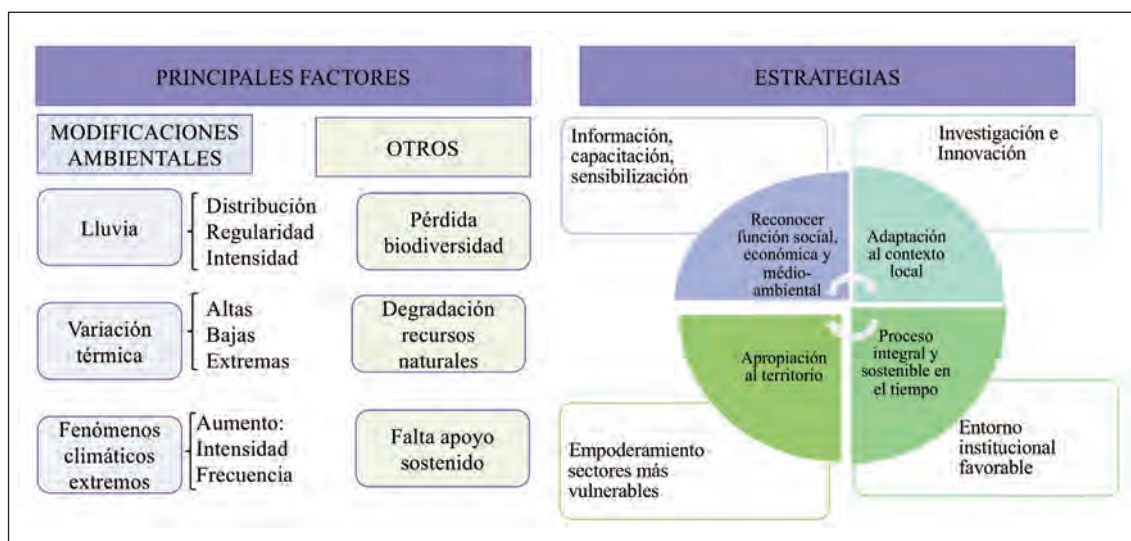 PRINCIPALES FACTORES
MODIFICACIONES
AMBIENTALES
OTROS
Lluvia
Distribución
Regularidad
Intensidad
Pérdida
biodiversidad
Variación
térmica
Altas
Bajas
Extremas
Degradación
recursos
naturales
Fenómenos
climáticos
extremos
Aumento:
Intensidad
Frecuencia
Falta apoyo
sostenido
ESTRATEGIAS
Información,
capacitación,
sensibilización
Investigación e
Innovación
Reconocer
función social,
económica y
médio-
ambiental
Adaptación
al contexto
local
Apropiación
al territorio
Proceso
integral y
sostenible en
el tiempo
Empoderamiento
sectores más
vulnerables
Entorno
institucional
favorable